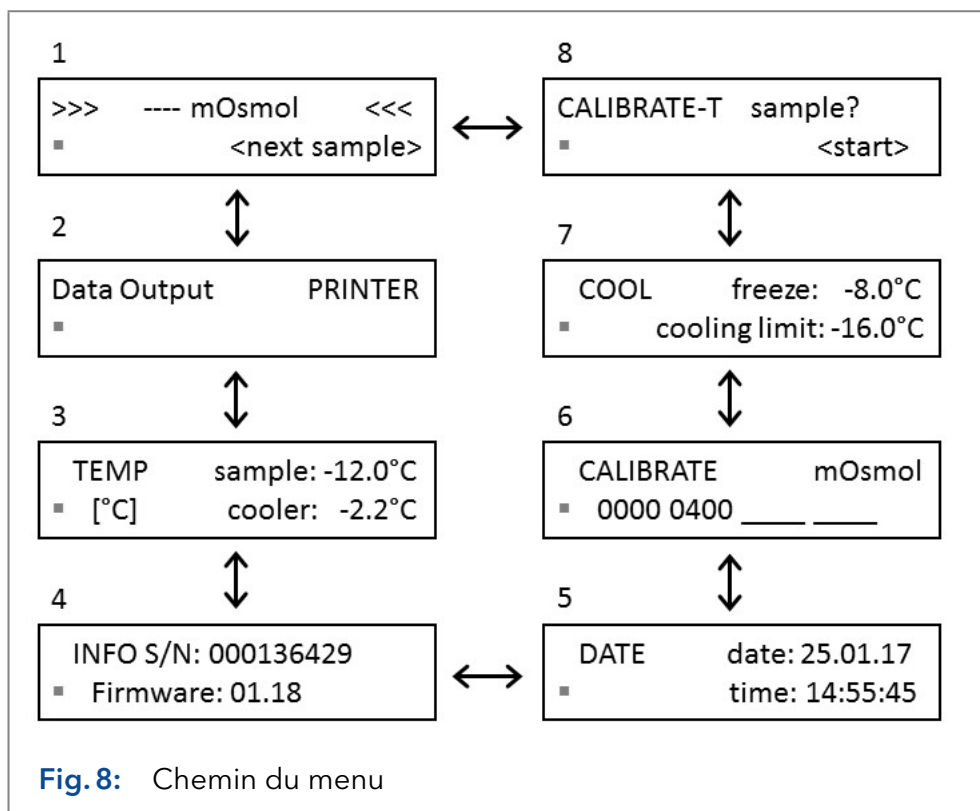 1
>>> ---- mOsmol <<<
<next sample>
2
Data Output PRINTER
3
TEMP sample: -12.0°C
[°C] cooler: -2.2°C
4
INFO S/N: 000136429
Firmware: 01.18
8
CALIBRATE-T sample?
<start>
7
COOL freeze: -8.0°C
cooling limit: -16.0°C
6
CALIBRATE mOsmol
0000 0400 ____ ____
5
DATE date: 25.01.17
time: 14:55:45
Fig. 8: Chemin du menu